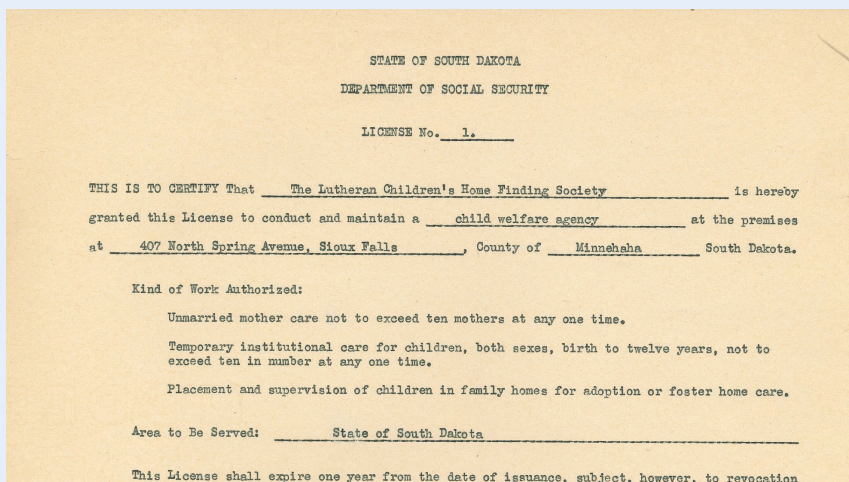 STATE OF SOUTH DAKOTA
DEPARTMENT OF SOCIAL SECURITY
LICENSE No. 1.
THIS IS TO CERTIFY That The Lutheran Children's Home Finding Society is hereby
granted this License to conduct and maintain a child welfare agency at the premises
at 407 North Spring Avenue, Sioux Falls, County of Minnehaha South Dakota.
Kind of Work Authorized:
Unmarried mother care not to exceed ten mothers at any one time.
Temporary institutional care for children, both sexes, birth to twelve years, not to
exceed ten in number at any one time.
Placement and supervision of children in family homes for adoption or foster home care.
Area to Be Served: State of South Dakota
This License shall expire one year from the date of issuance, subject, however, to revocation